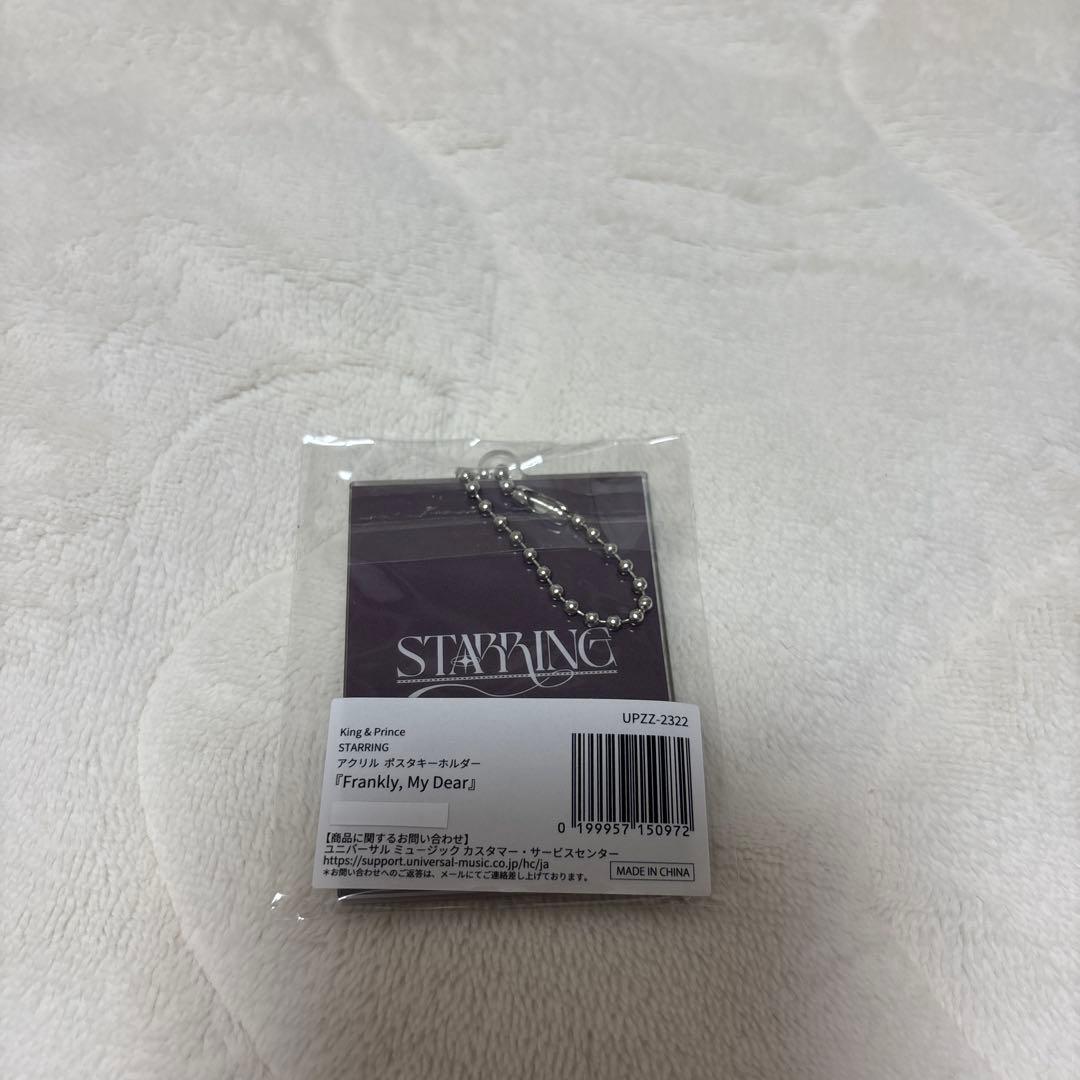 STARRING
UPZZ-2322
King & Prince
STARRING
アクリル ポスタキーホルダー
『Frankly, My Dear』
0 199957 150972
【商品に関するお問い合わせ】
ユニバーサル ミュージック カスタマー・サービスセンター
https://support.universal-music.co.jp/hc/ja
＊お問い合わせへのご返答は、メールにてご連絡差し上げております。
MADE IN CHINA